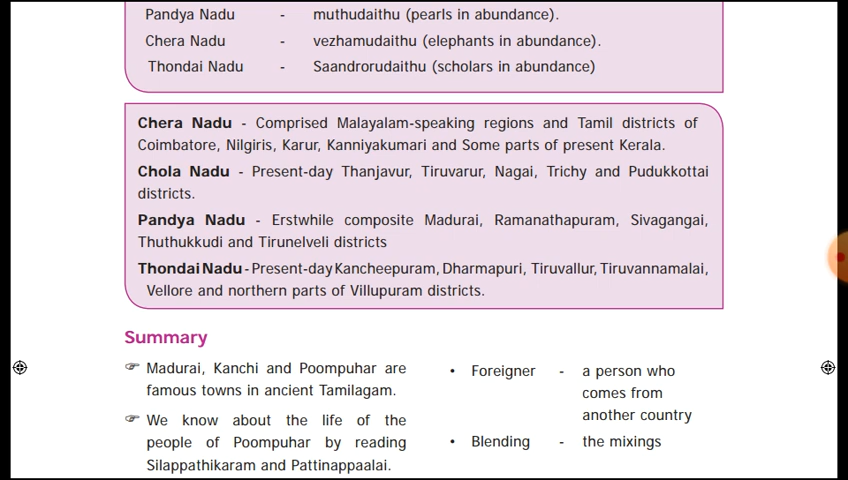 Pandya Nadu - muthudaithu (pearls in abundance).
Chera Nadu - vezhamudaithu (elephants in abundance).
Thondai Nadu - Saandrorudaithu (scholars in abundance)
Chera Nadu - Comprised Malayalam-speaking regions and Tamil districts of
Coimbatore, Nilgiris, Karur, Kanniyakumari and Some parts of present Kerala.
Chola Nadu - Present-day Thanjavur, Tiruvarur, Nagai, Trichy and Pudukkottai
districts.
Pandya Nadu - Erstwhile composite Madurai, Ramanathapuram, Sivagangai,
Thuthukkudi and Tirunelveli districts
Thondai Nadu - Present-day Kancheepuram, Dharmapuri, Tiruvallur, Tiruvannamalai,
Vellore and northern parts of Villupuram districts.
Summary
☞ Madurai, Kanchi and Poompuhar are
famous towns in ancient Tamilagam.
☞ We know about the life of the
people of Poompuhar by reading
Silappathikaram and Pattinappaalai.
• Foreigner - a person who
comes from
another country
• Blending - the mixings